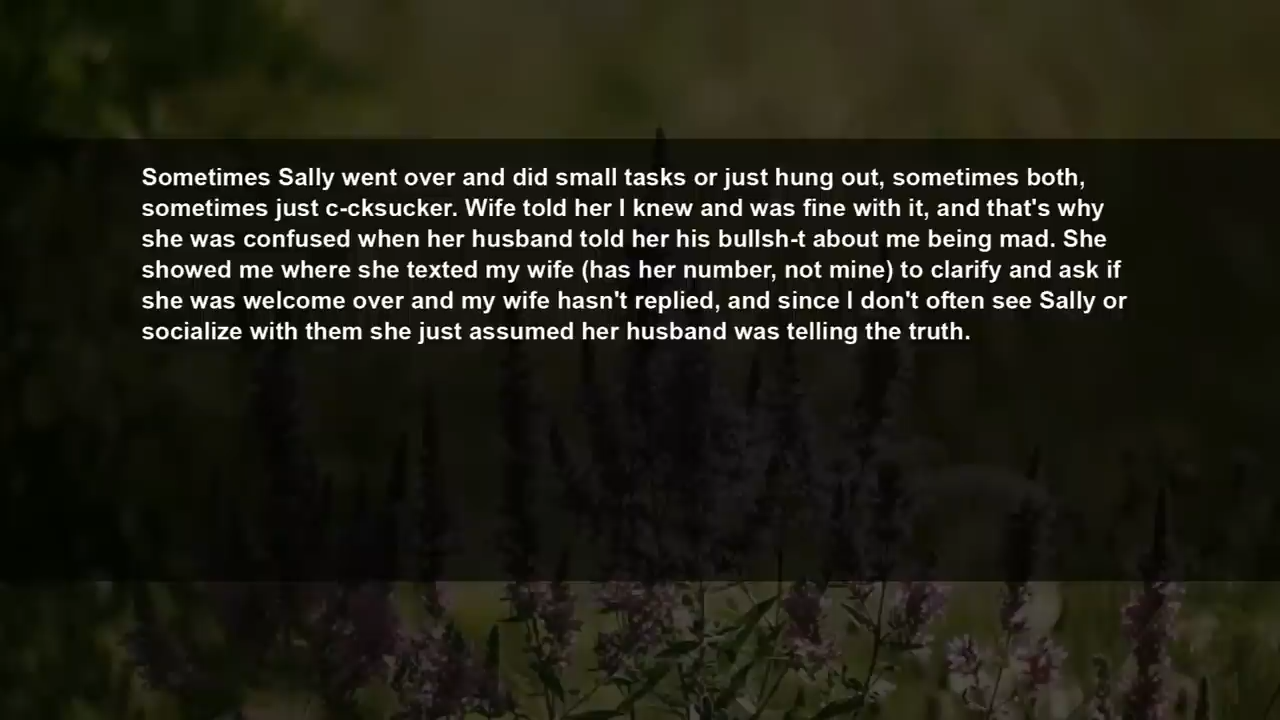 Sometimes Sally went over and did small tasks or just hung out, sometimes both,
sometimes just c-cksucker. Wife told her I knew and was fine with it, and that's why
she was confused when her husband told her his bullsh-t about me being mad. She
showed me where she texted my wife (has her number, not mine) to clarify and ask if
she was welcome over and my wife hasn't replied, and since I don't often see Sally or
socialize with them she just assumed her husband was telling the truth.